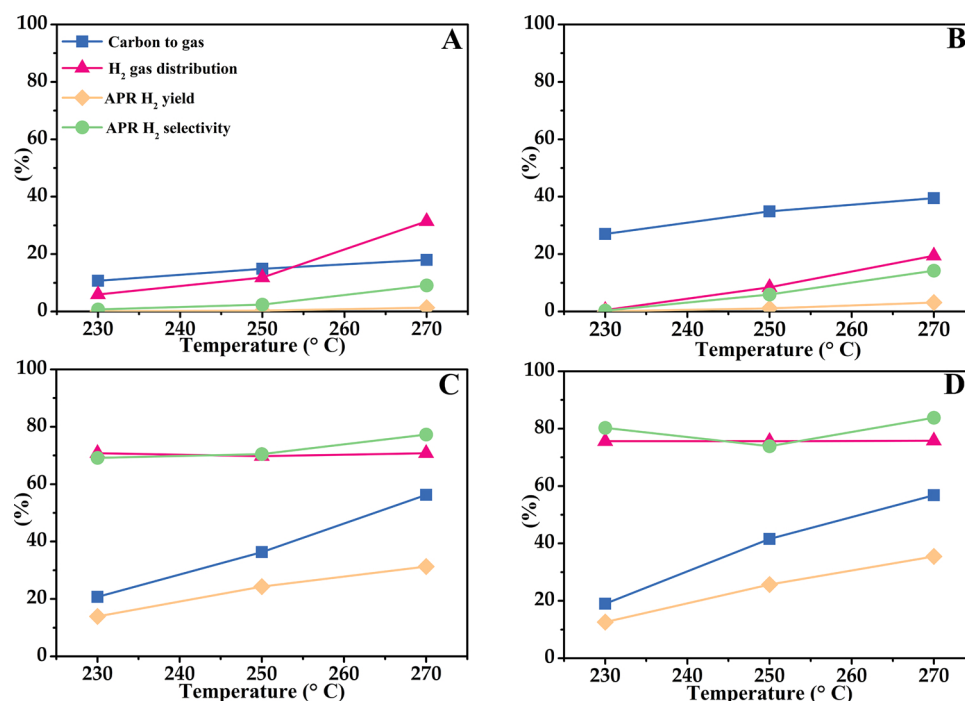 100
80
60
40
20
0
(%)
A
Carbon to gas
H₂ gas distribution
APR H₂ yield
APR H₂ selectivity
230 240 250 260 270
Temperature (° C)
100
80
60
40
20
0
(%)
B
230 240 250 260 270
Temperature (° C)
100
80
60
40
20
0
(%)
C
230 240 250 260 270
Temperature (° C)
100
80
60
40
20
0
(%)
D
230 240 250 260 270
Temperature (° C)